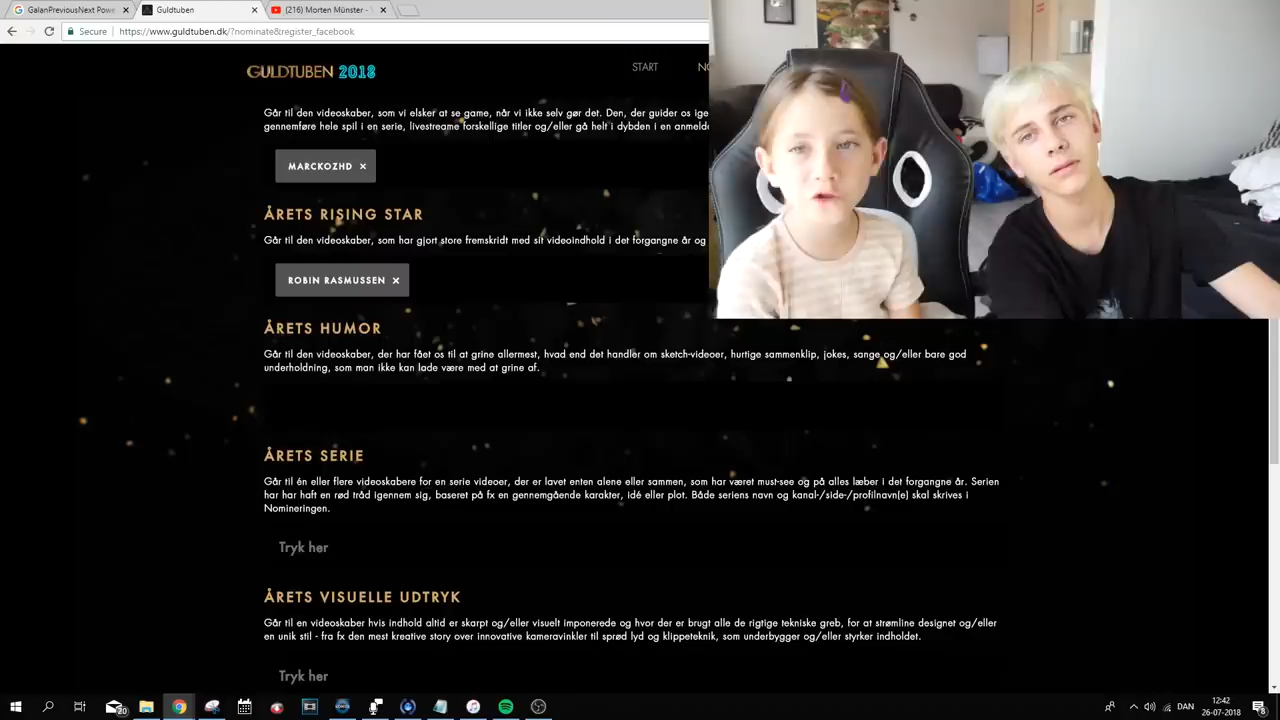 GalanPreviousNext Powe
Guldtuben
(216) Morten Münster -
Secure
https://www.guldtuben.dk/?nominate&register_facebook
GULDTUBEN 2018
START
Går til den videoskaber, som vi elsker at se game, når vi ikke selv gør det. Den, der guider os ige
gennemføre hele spil i en serie, livestreame forskellige titler og/eller gå helt i dybden i en anmeld
MARCKOZHD ×
ÅRETS RISING STAR
Går til den videoskaber, som har gjort store fremskridt med sit videoindhold i det forgangne år og
ROBIN RASMUSSEN ×
ÅRETS HUMOR
Går til den videoskaber, der har fået os til at grine allermest, hvad end det handler om sketch-videoer, hurtige sammenklip, jokes, sange og/eller bare god
underholdning, som man ikke kan lade være med at grine af.
ÅRETS SERIE
Går til én eller flere videoskabere for en serie videoer, der er lavet enten alene eller sammen, som har været must-see og på alles læber i det forgangne år. Serien
har har haft en rød tråd igennem sig, baseret på fx en gennemgående karakter, idé eller plot. Både seriens navn og kanal-/side-/profilnavn(e) skal skrives i
Nomineringen.
Tryk her
ÅRETS VISUELLE UDTRYK
Går til en videoskaber hvis indhold altid er skarpt og/eller visuelt imponerede og hvor der er brugt alle de rigtige tekniske greb, for at strømline designet og/eller
en unik stil - fra fx den mest kreative story over innovative kameravinkler til sprød lyd og klippeteknik, som underbygger og/eller styrker indholdet.
Tryk her
20
DAN
12:42
26-07-2018
8